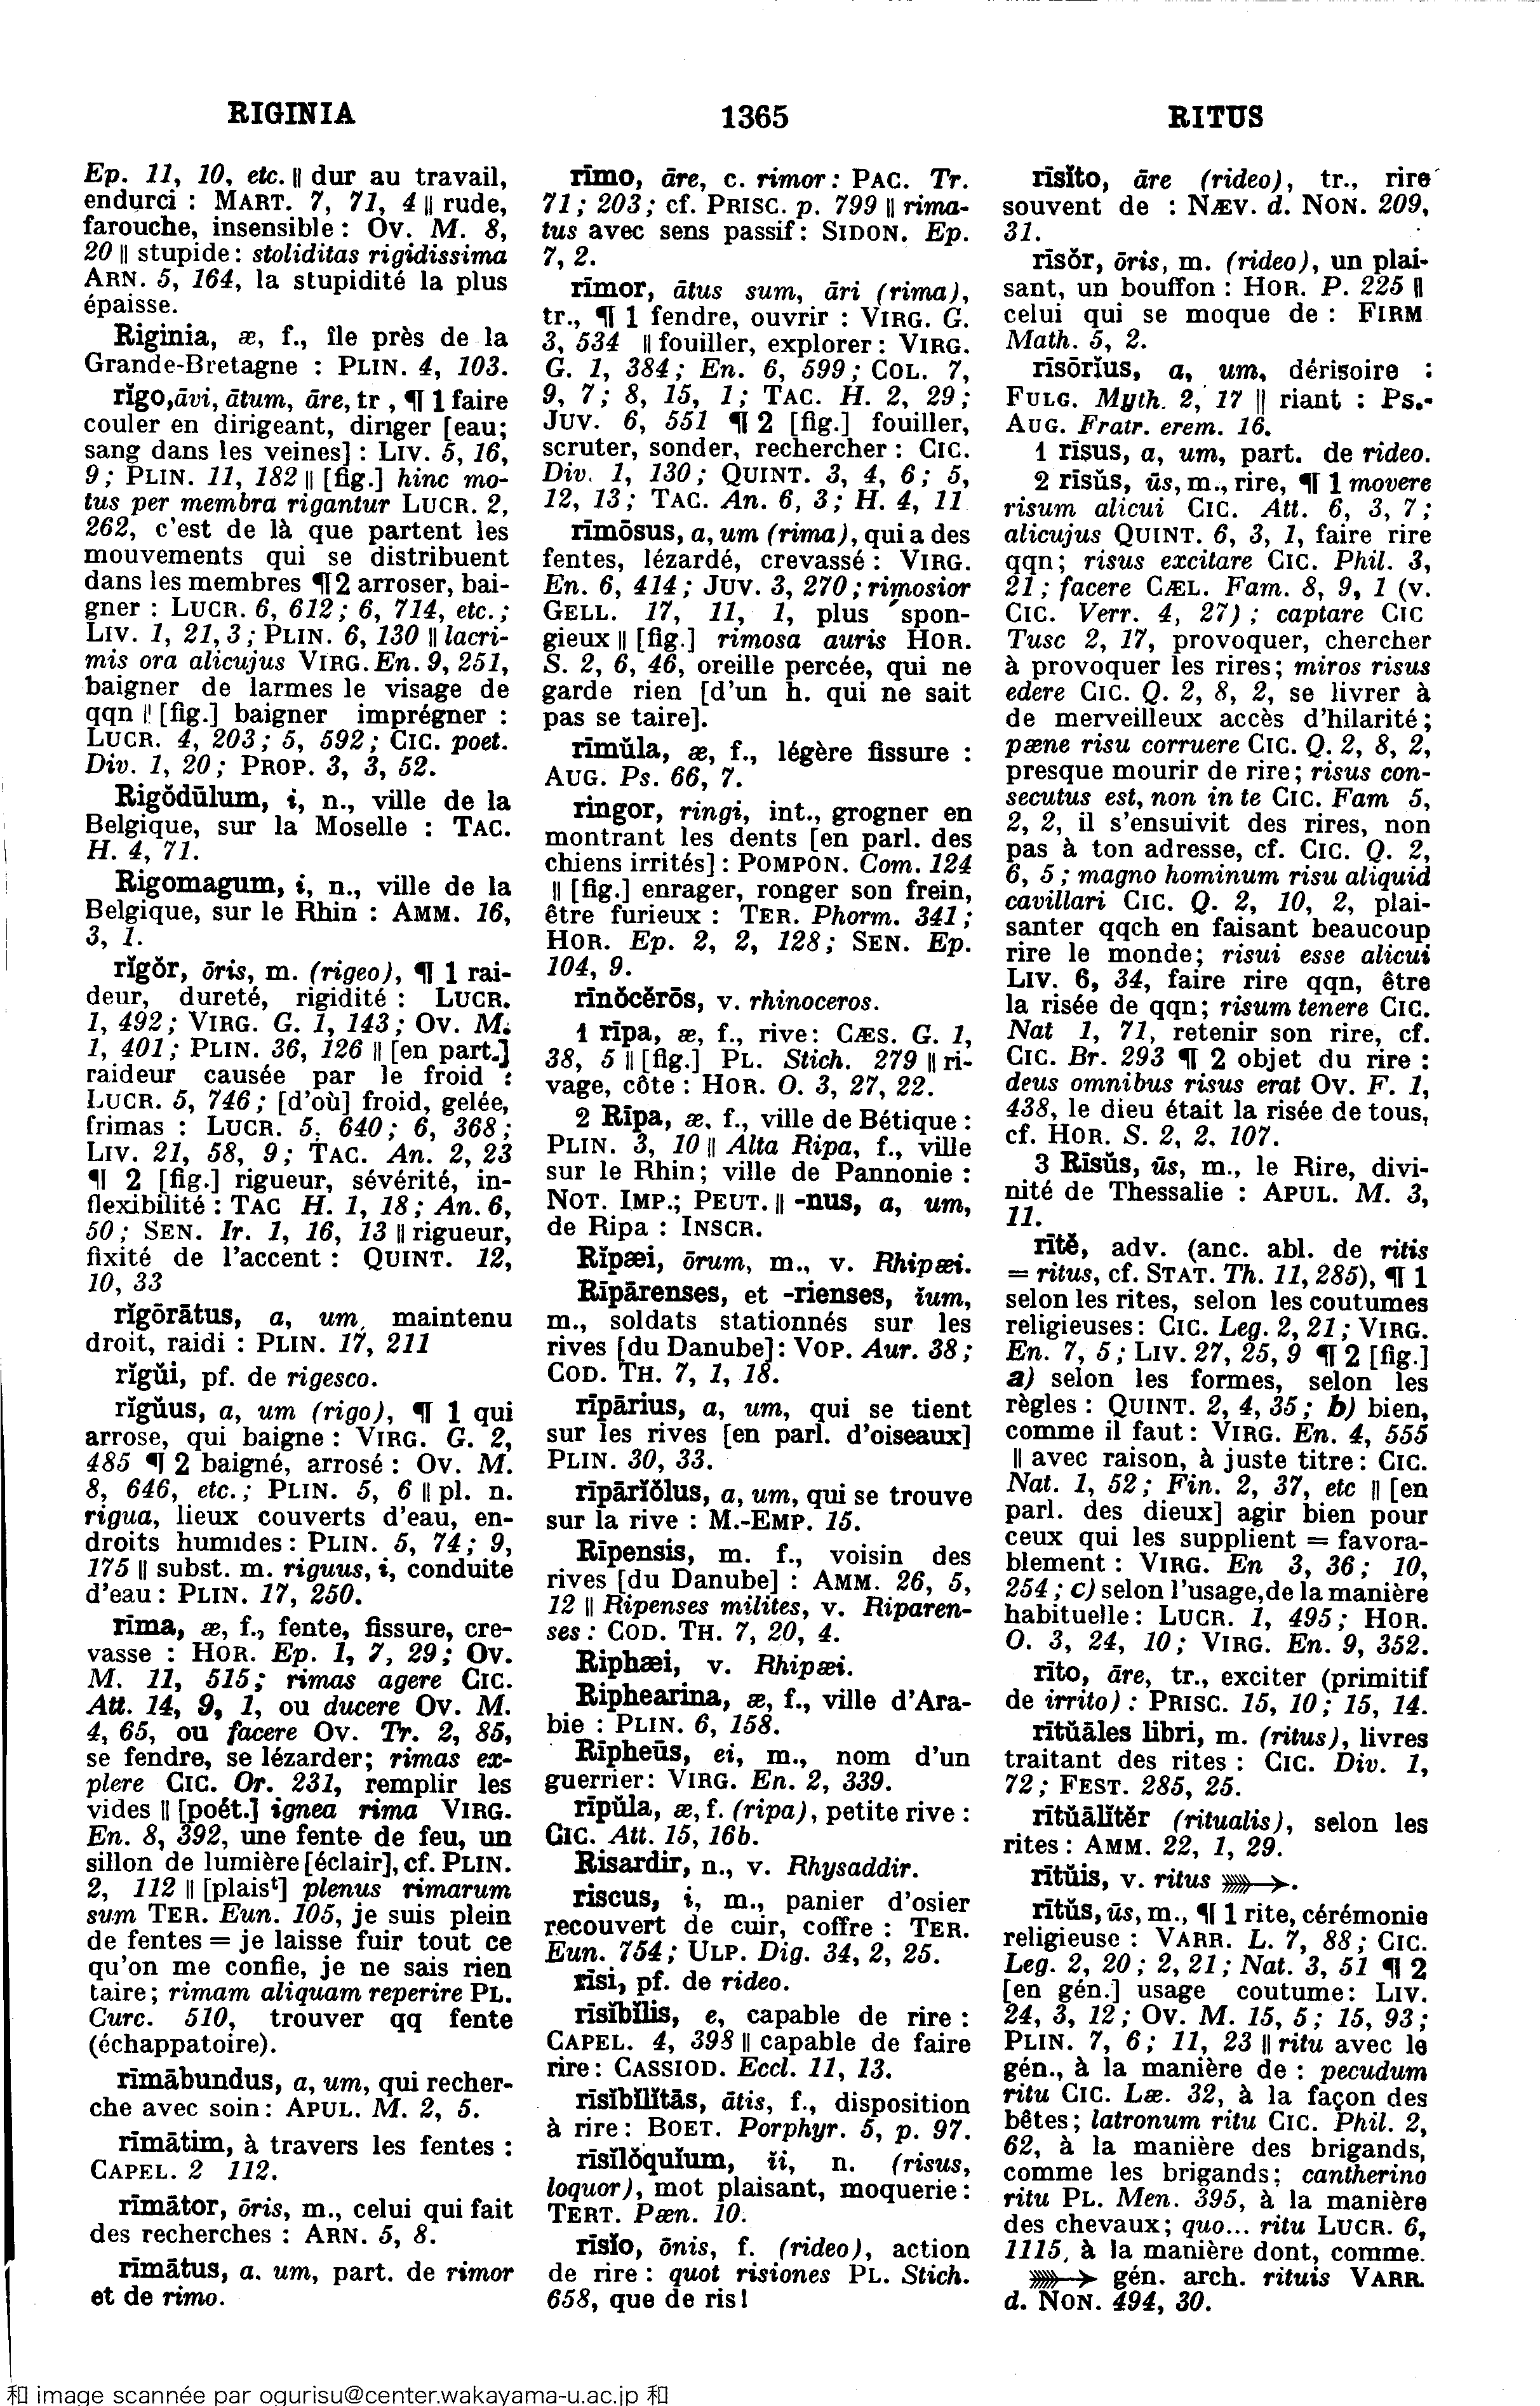 RIGINIA
1365
RITUS
Ep. 11, 10, etc. || dur au travail,
endurci : MART. 7, 71, 4 || rude,
farouche, insensible : Ov. M. 8,
20 || stupide : stoliditas rigidissima
ARN. 5, 164, la stupidité la plus
épaisse.
Riginia, æ, f., île près de la
Grande-Bretagne : PLIN. 4, 103.
rĭgo, āvi, ātum, āre, tr , ¶ 1 faire
couler en dirigeant, diriger [eau;
sang dans les veines] : LIV. 5, 16,
9 ; PLIN. 11, 182 || [fig.] hinc mo-
tus per membra rigantur LUCR. 2,
262, c'est de là que partent les
mouvements qui se distribuent
dans les membres ¶ 2 arroser, bai-
gner : LUCR. 6, 612 ; 6, 714, etc. ;
LIV. 1, 21, 3 ; PLIN. 6, 130 || lacri-
mis ora alicujus VIRG. En. 9, 251,
baigner de larmes le visage de
qqn || [fig.] baigner imprégner :
LUCR. 4, 203 ; 5, 592 ; CIC. poet.
Div. 1, 20 ; PROP. 3, 3, 52.
Rigŏdūlum, i, n., ville de la
Belgique, sur la Moselle : TAC.
H. 4, 71.
Rigomagum, i, n., ville de la
Belgique, sur le Rhin : AMM. 16,
3, 1.
rĭgŏr, ōris, m. (rigeo), ¶ 1 rai-
deur, dureté, rigidité : LUCR.
1, 492 ; VIRG. G. 1, 143 ; Ov. M.
1, 401 ; PLIN. 36, 126 || [en part.]
raideur causée par le froid :
LUCR. 5, 746 ; [d'où] froid, gelée,
frimas : LUCR. 5, 640 ; 6, 368 ;
LIV. 21, 58, 9 ; TAC. An. 2, 23
¶ 2 [fig.] rigueur, sévérité, in-
flexibilité : TAC H. 1, 18 ; An. 6,
50 ; SEN. Ir. 1, 16, 13 || rigueur,
fixité de l'accent : QUINT. 12,
10, 33
rĭgōrātus, a, um, maintenu
droit, raidi : PLIN. 17, 211
rĭgŭi, pf. de rigesco.
rĭgŭus, a, um (rigo), ¶ 1 qui
arrose, qui baigne : VIRG. G. 2,
485 ¶ 2 baigné, arrosé : Ov. M.
8, 646, etc. ; PLIN. 5, 6 || pl. n.
rigua, lieux couverts d'eau, en-
droits humides : PLIN. 5, 74 ; 9,
175 || subst. m. riguus, i, conduite
d'eau : PLIN. 17, 250.
rīma, æ, f., fente, fissure, cre-
vasse : HOR. Ep. 1, 7, 29 ; Ov.
M. 11, 515 ; rimas agere CIC.
Att. 14, 9, 1, ou ducere Ov. M.
4, 65, ou facere Ov. Tr. 2, 85,
se fendre, se lézarder ; rimas ex-
plere CIC. Or. 231, remplir les
vides || [poét.] ignea rima VIRG.
En. 8, 392, une fente de feu, un
sillon de lumière [éclair], cf. PLIN.
2, 112 || [plaisᵗ] plenus rimarum
sum TER. Eun. 105, je suis plein
de fentes = je laisse fuir tout ce
qu'on me confie, je ne sais rien
taire ; rimam aliquam reperire PL.
Curc. 510, trouver qq fente
(échappatoire).
rīmābundus, a, um, qui recher-
che avec soin : APUL. M. 2, 5.
rīmātim, à travers les fentes :
CAPEL. 2 112.
rīmātor, ōris, m., celui qui fait
des recherches : ARN. 5, 8.
rīmātus, a. um, part. de rimor
et de rimo.
rīmo, āre, c. rimor : PAC. Tr.
71 ; 203 ; cf. PRISC. p. 799 || rima-
tus avec sens passif : SIDON. Ep.
7, 2.
rīmor, ātus sum, āri (rima),
tr., ¶ 1 fendre, ouvrir : VIRG. G.
3, 534 || fouiller, explorer : VIRG.
G. 1, 384 ; En. 6, 599 ; COL. 7,
9, 7 ; 8, 15, 1 ; TAC. H. 2, 29 ;
JUV. 6, 551 ¶ 2 [fig.] fouiller,
scruter, sonder, rechercher : CIC.
Div. 1, 130 ; QUINT. 3, 4, 6 ; 5,
12, 13 ; TAC. An. 6, 3 ; H. 4, 11
rīmōsus, a, um (rima), qui a des
fentes, lézardé, crevassé : VIRG.
En. 6, 414 ; JUV. 3, 270 ; rimosior
GELL. 17, 11, 1, plus spon-
gieux || [fig.] rimosa auris HOR.
S. 2, 6, 46, oreille percée, qui ne
garde rien [d'un h. qui ne sait
pas se taire].
rīmŭla, æ, f., légère fissure :
AUG. Ps. 66, 7.
ringor, ringi, int., grogner en
montrant les dents [en parl. des
chiens irrités] : POMPON. Com. 124
|| [fig.] enrager, ronger son frein,
être furieux : TER. Phorm. 341 ;
HOR. Ep. 2, 2, 128 ; SEN. Ep.
104, 9.
rīnŏcĕrōs, v. rhinoceros.
1 rīpa, æ, f., rive : CÆS. G. 1,
38, 5 || [fig.] PL. Stich. 279 || ri-
vage, côte : HOR. O. 3, 27, 22.
2 Rīpa, æ, f., ville de Bétique :
PLIN. 3, 10 || Alta Ripa, f., ville
sur le Rhin ; ville de Pannonie :
NOT. IMP.; PEUT. || -nus, a, um,
de Ripa : INSCR.
Rīpæi, ōrum, m., v. Rhipæi.
Rīpārenses, et -rienses, ĭum,
m., soldats stationnés sur les
rives [du Danube] : VOP. Aur. 38 ;
COD. TH. 7, 1, 18.
rīpārius, a, um, qui se tient
sur les rives [en parl. d'oiseaux]
PLIN. 30, 33.
rīpārĭŏlus, a, um, qui se trouve
sur la rive : M.-EMP. 15.
Rīpensis, m. f., voisin des
rives [du Danube] : AMM. 26, 5,
12 || Ripenses milites, v. Riparen-
ses : COD. TH. 7, 20, 4.
Riphæi, v. Rhipæi.
Riphearina, æ, f., ville d'Ara-
bie : PLIN. 6, 158.
Rīpheūs, ei, m., nom d'un
guerrier : VIRG. En. 2, 339.
rīpŭla, æ, f. (ripa), petite rive :
CIC. Att. 15, 16b.
Risardir, n., v. Rhysaddir.
riscus, i, m., panier d'osier
recouvert de cuir, coffre : TER.
Eun. 754 ; ULP. Dig. 34, 2, 25.
rīsi, pf. de rideo.
rīsĭbĭlis, e, capable de rire :
CAPEL. 4, 398 || capable de faire
rire : CASSIOD. Eccl. 11, 13.
rīsĭbĭlĭtās, ātis, f., disposition
à rire : BOET. Porphyr. 5, p. 97.
rīsĭlŏquĭum, ĭi, n. (risus,
loquor), mot plaisant, moquerie :
TERT. Pæn. 10.
rīsĭo, ōnis, f. (rideo), action
de rire : quot risiones PL. Stich.
658, que de ris !
rīsĭto, āre (rideo), tr., rire
souvent de : NÆV. d. NON. 209,
31.
rīsŏr, ōris, m. (rideo), un plai-
sant, un bouffon : HOR. P. 225 ||
celui qui se moque de : FIRM
Math. 5, 2.
rīsōrĭus, a, um, dérisoire :
FULG. Myth. 2, 17 || riant : Ps.-
AUG. Fratr. erem. 16.
1 rīsus, a, um, part. de rideo.
2 rīsŭs, ūs, m., rire, ¶ 1 movere
risum alicui CIC. Att. 6, 3, 7 ;
alicujus QUINT. 6, 3, 1, faire rire
qqn ; risus excitare CIC. Phil. 3,
21 ; facere CÆL. Fam. 8, 9, 1 (v.
CIC. Verr. 4, 27) ; captare CIC
Tusc 2, 17, provoquer, chercher
à provoquer les rires ; miros risus
edere CIC. Q. 2, 8, 2, se livrer à
de merveilleux accès d'hilarité ;
pæne risu corruere CIC. Q. 2, 8, 2,
presque mourir de rire ; risus con-
secutus est, non in te CIC. Fam 5,
2, 2, il s'ensuivit des rires, non
pas à ton adresse, cf. CIC. Q. 2,
6, 5 ; magno hominum risu aliquid
cavillari CIC. Q. 2, 10, 2, plai-
santer qqch en faisant beaucoup
rire le monde ; risui esse alicui
LIV. 6, 34, faire rire qqn, être
la risée de qqn ; risum tenere CIC.
Nat 1, 71, retenir son rire, cf.
CIC. Br. 293 ¶ 2 objet du rire :
deus omnibus risus erat Ov. F. 1,
438, le dieu était la risée de tous,
cf. HOR. S. 2, 2. 107.
3 Rīsŭs, ūs, m., le Rire, divi-
nité de Thessalie : APUL. M. 3,
11.
rītĕ, adv. (anc. abl. de ritis
= ritus, cf. STAT. Th. 11, 285), ¶ 1
selon les rites, selon les coutumes
religieuses : CIC. Leg. 2, 21 ; VIRG.
En. 7, 5 ; LIV. 27, 25, 9 ¶ 2 [fig.]
a) selon les formes, selon les
règles : QUINT. 2, 4, 35 ; b) bien,
comme il faut : VIRG. En. 4, 555
|| avec raison, à juste titre : CIC.
Nat. 1, 52 ; Fin. 2, 37, etc || [en
parl. des dieux] agir bien pour
ceux qui les supplient = favora-
blement : VIRG. En 3, 36 ; 10,
254 ; c) selon l'usage, de la manière
habituelle : LUCR. 1, 495 ; HOR.
O. 3, 24, 10 ; VIRG. En. 9, 352.
rīto, āre, tr., exciter (primitif
de irrito) : PRISC. 15, 10 ; 15, 14.
rītŭāles libri, m. (ritus), livres
traitant des rites : CIC. Div. 1,
72 ; FEST. 285, 25.
rītŭālĭtĕr (ritualis), selon les
rites : AMM. 22, 1, 29.
rītŭis, v. ritus ➳.
rītŭs, ūs, m., ¶ 1 rite, cérémonie
religieuse : VARR. L. 7, 88 ; CIC.
Leg. 2, 20 ; 2, 21 ; Nat. 3, 51 ¶ 2
[en gén.] usage coutume : LIV.
24, 3, 12 ; Ov. M. 15, 5 ; 15, 93 ;
PLIN. 7, 6 ; 11, 23 || ritu avec le
gén., à la manière de : pecudum
ritu CIC. Læ. 32, à la façon des
bêtes ; latronum ritu CIC. Phil. 2,
62, à la manière des brigands,
comme les brigands ; cantherino
ritu PL. Men. 395, à la manière
des chevaux ; quo... ritu LUCR. 6,
1115, à la manière dont, comme.
➳ gén. arch. rituis VARR.
d. NON. 494, 30.
和 image scannée par ogurisu@center.wakayama-u.ac.jp 和